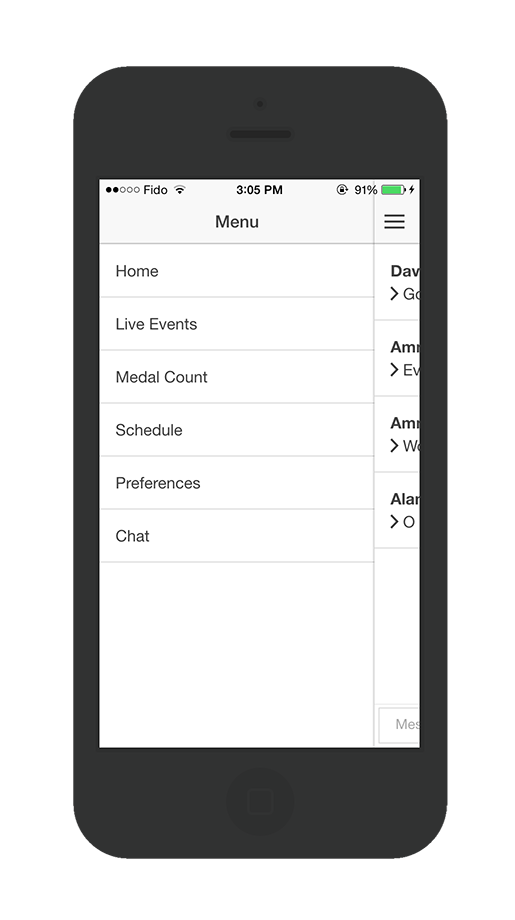 Fido 3:05 PM 91%
Menu
Home
Live Events
Medal Count
Schedule
Preferences
Chat
Dav
Go
Amr
Ev
Amr
Wo
Alar
O
Mes